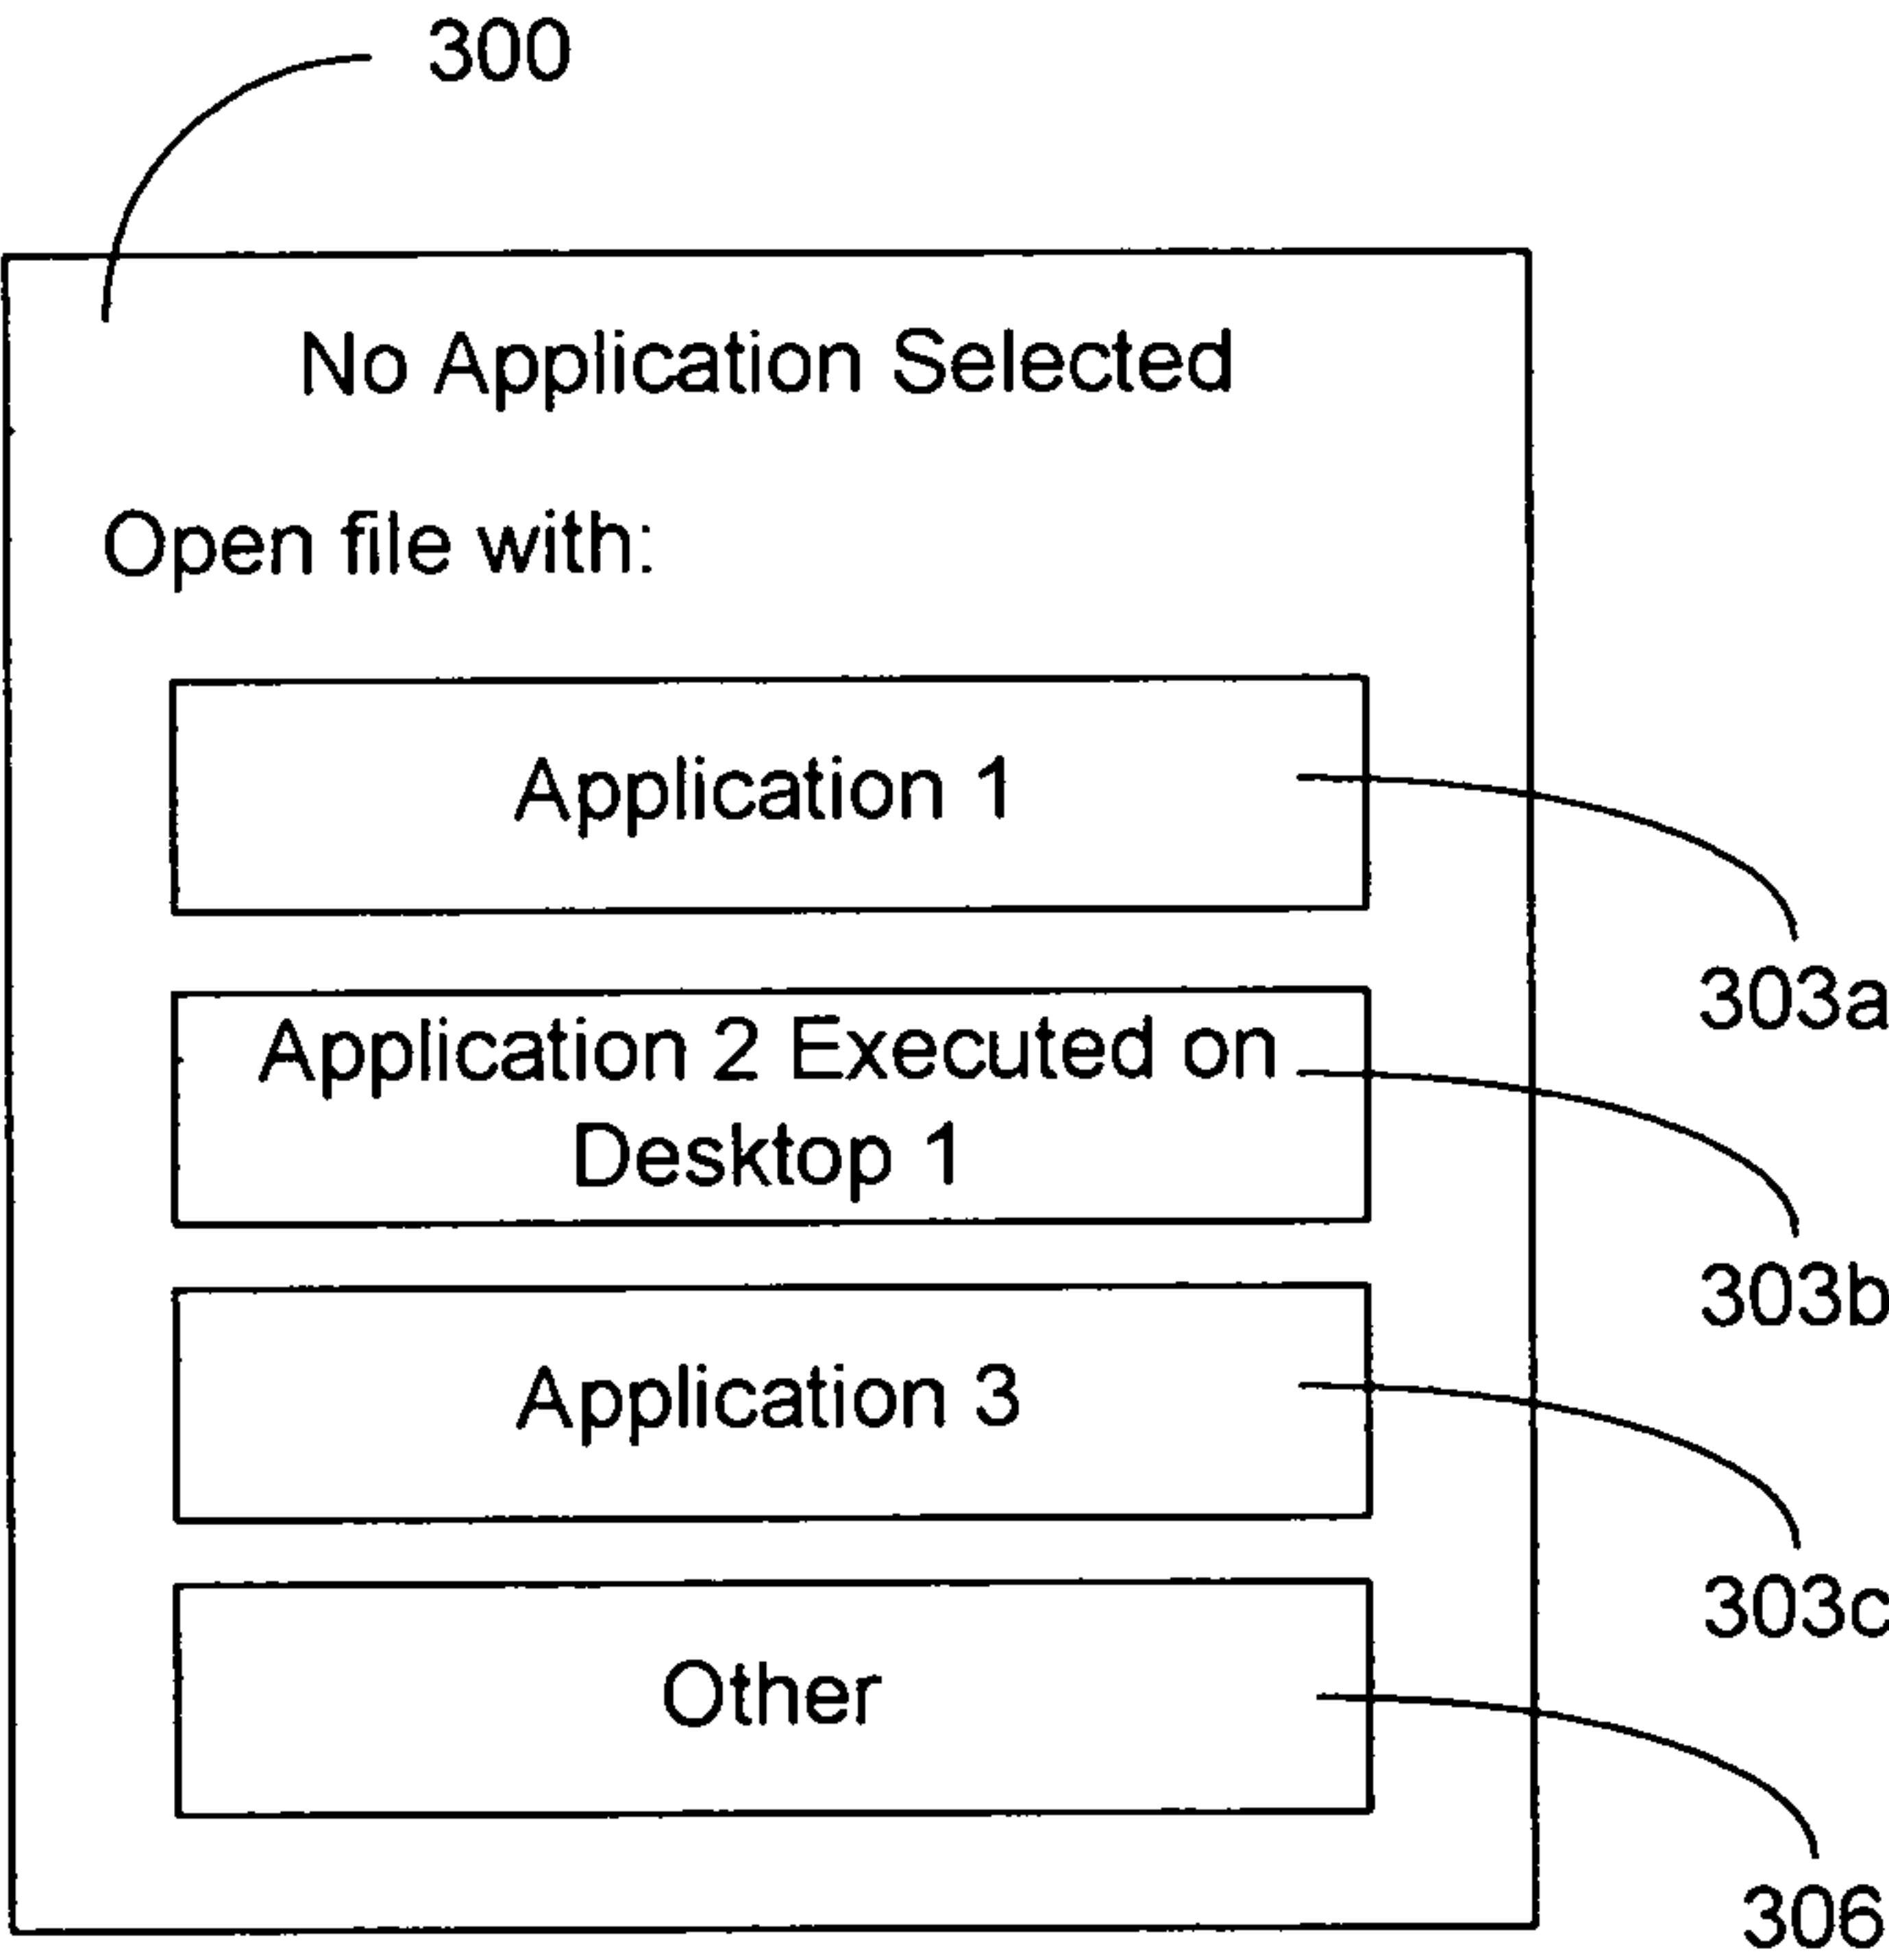 300
No Application Selected
Open file with:
Application 1
303a
Application 2 Executed on
Desktop 1
303b
Application 3
303c
Other
306